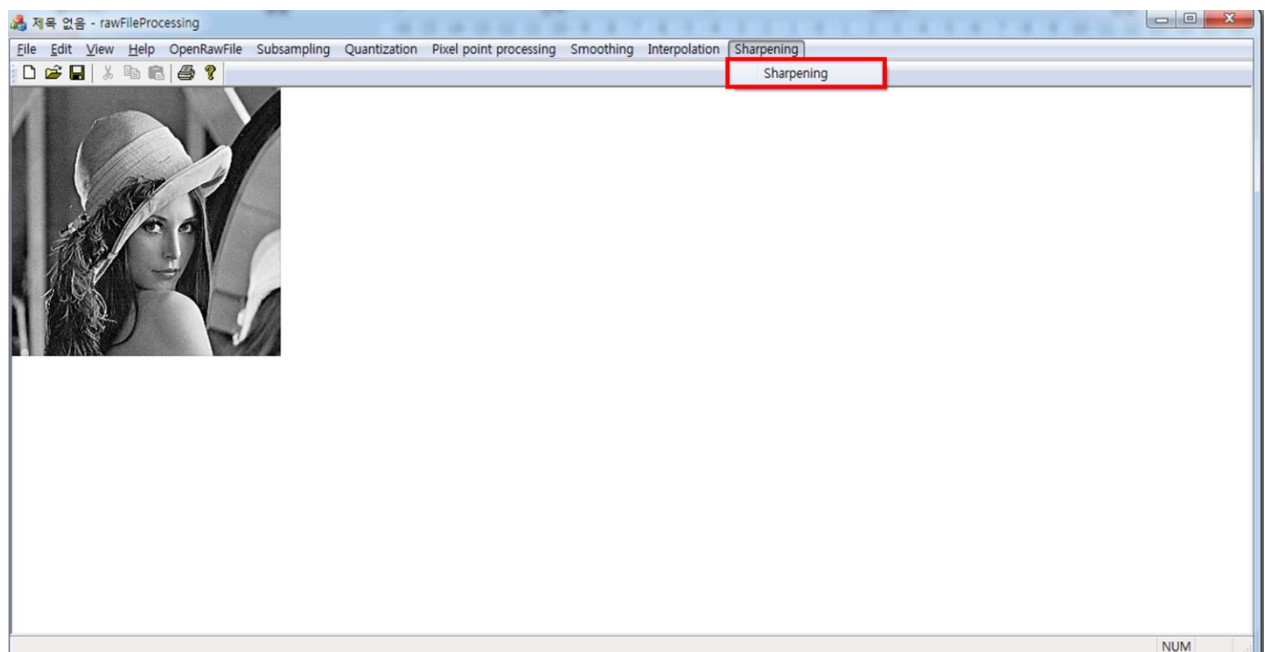 제목 없음 - rawFileProcessing
File Edit View Help OpenRawFile Subsampling Quantization Pixel point processing Smoothing Interpolation Sharpening
Sharpening
NUM